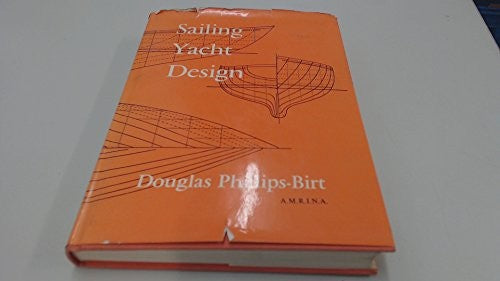 Sailing
Yacht
Design
Douglas Phillips-Birt
A.M.R.I.N.A.